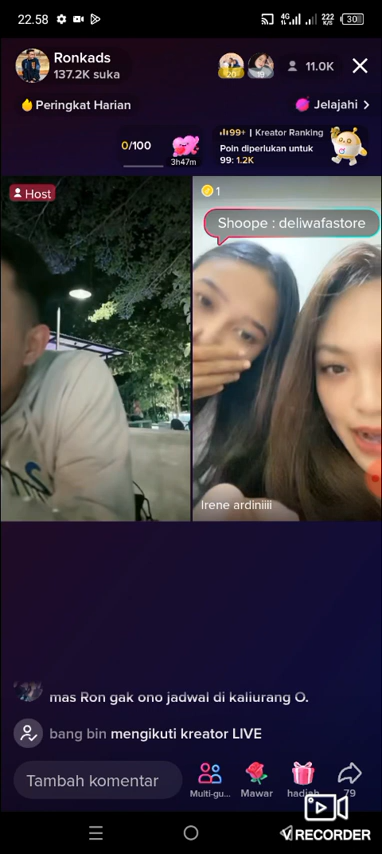 22.58
4G
222 K/S
30
Ronkads
137.2K suka
20
19
11.0K
Peringkat Harian
Jelajahi >
0/100
3h47m
99+ | Kreator Ranking
Poin diperlukan untuk
99: 1.2K
Host
1
Shoope : deliwafastore
Irene ardiniiii
mas Ron gak ono jadwal di kaliurang O.
bang bin mengikuti kreator LIVE
Tambah komentar
Multi-gu...
Mawar
hadiah
79
V RECORDER